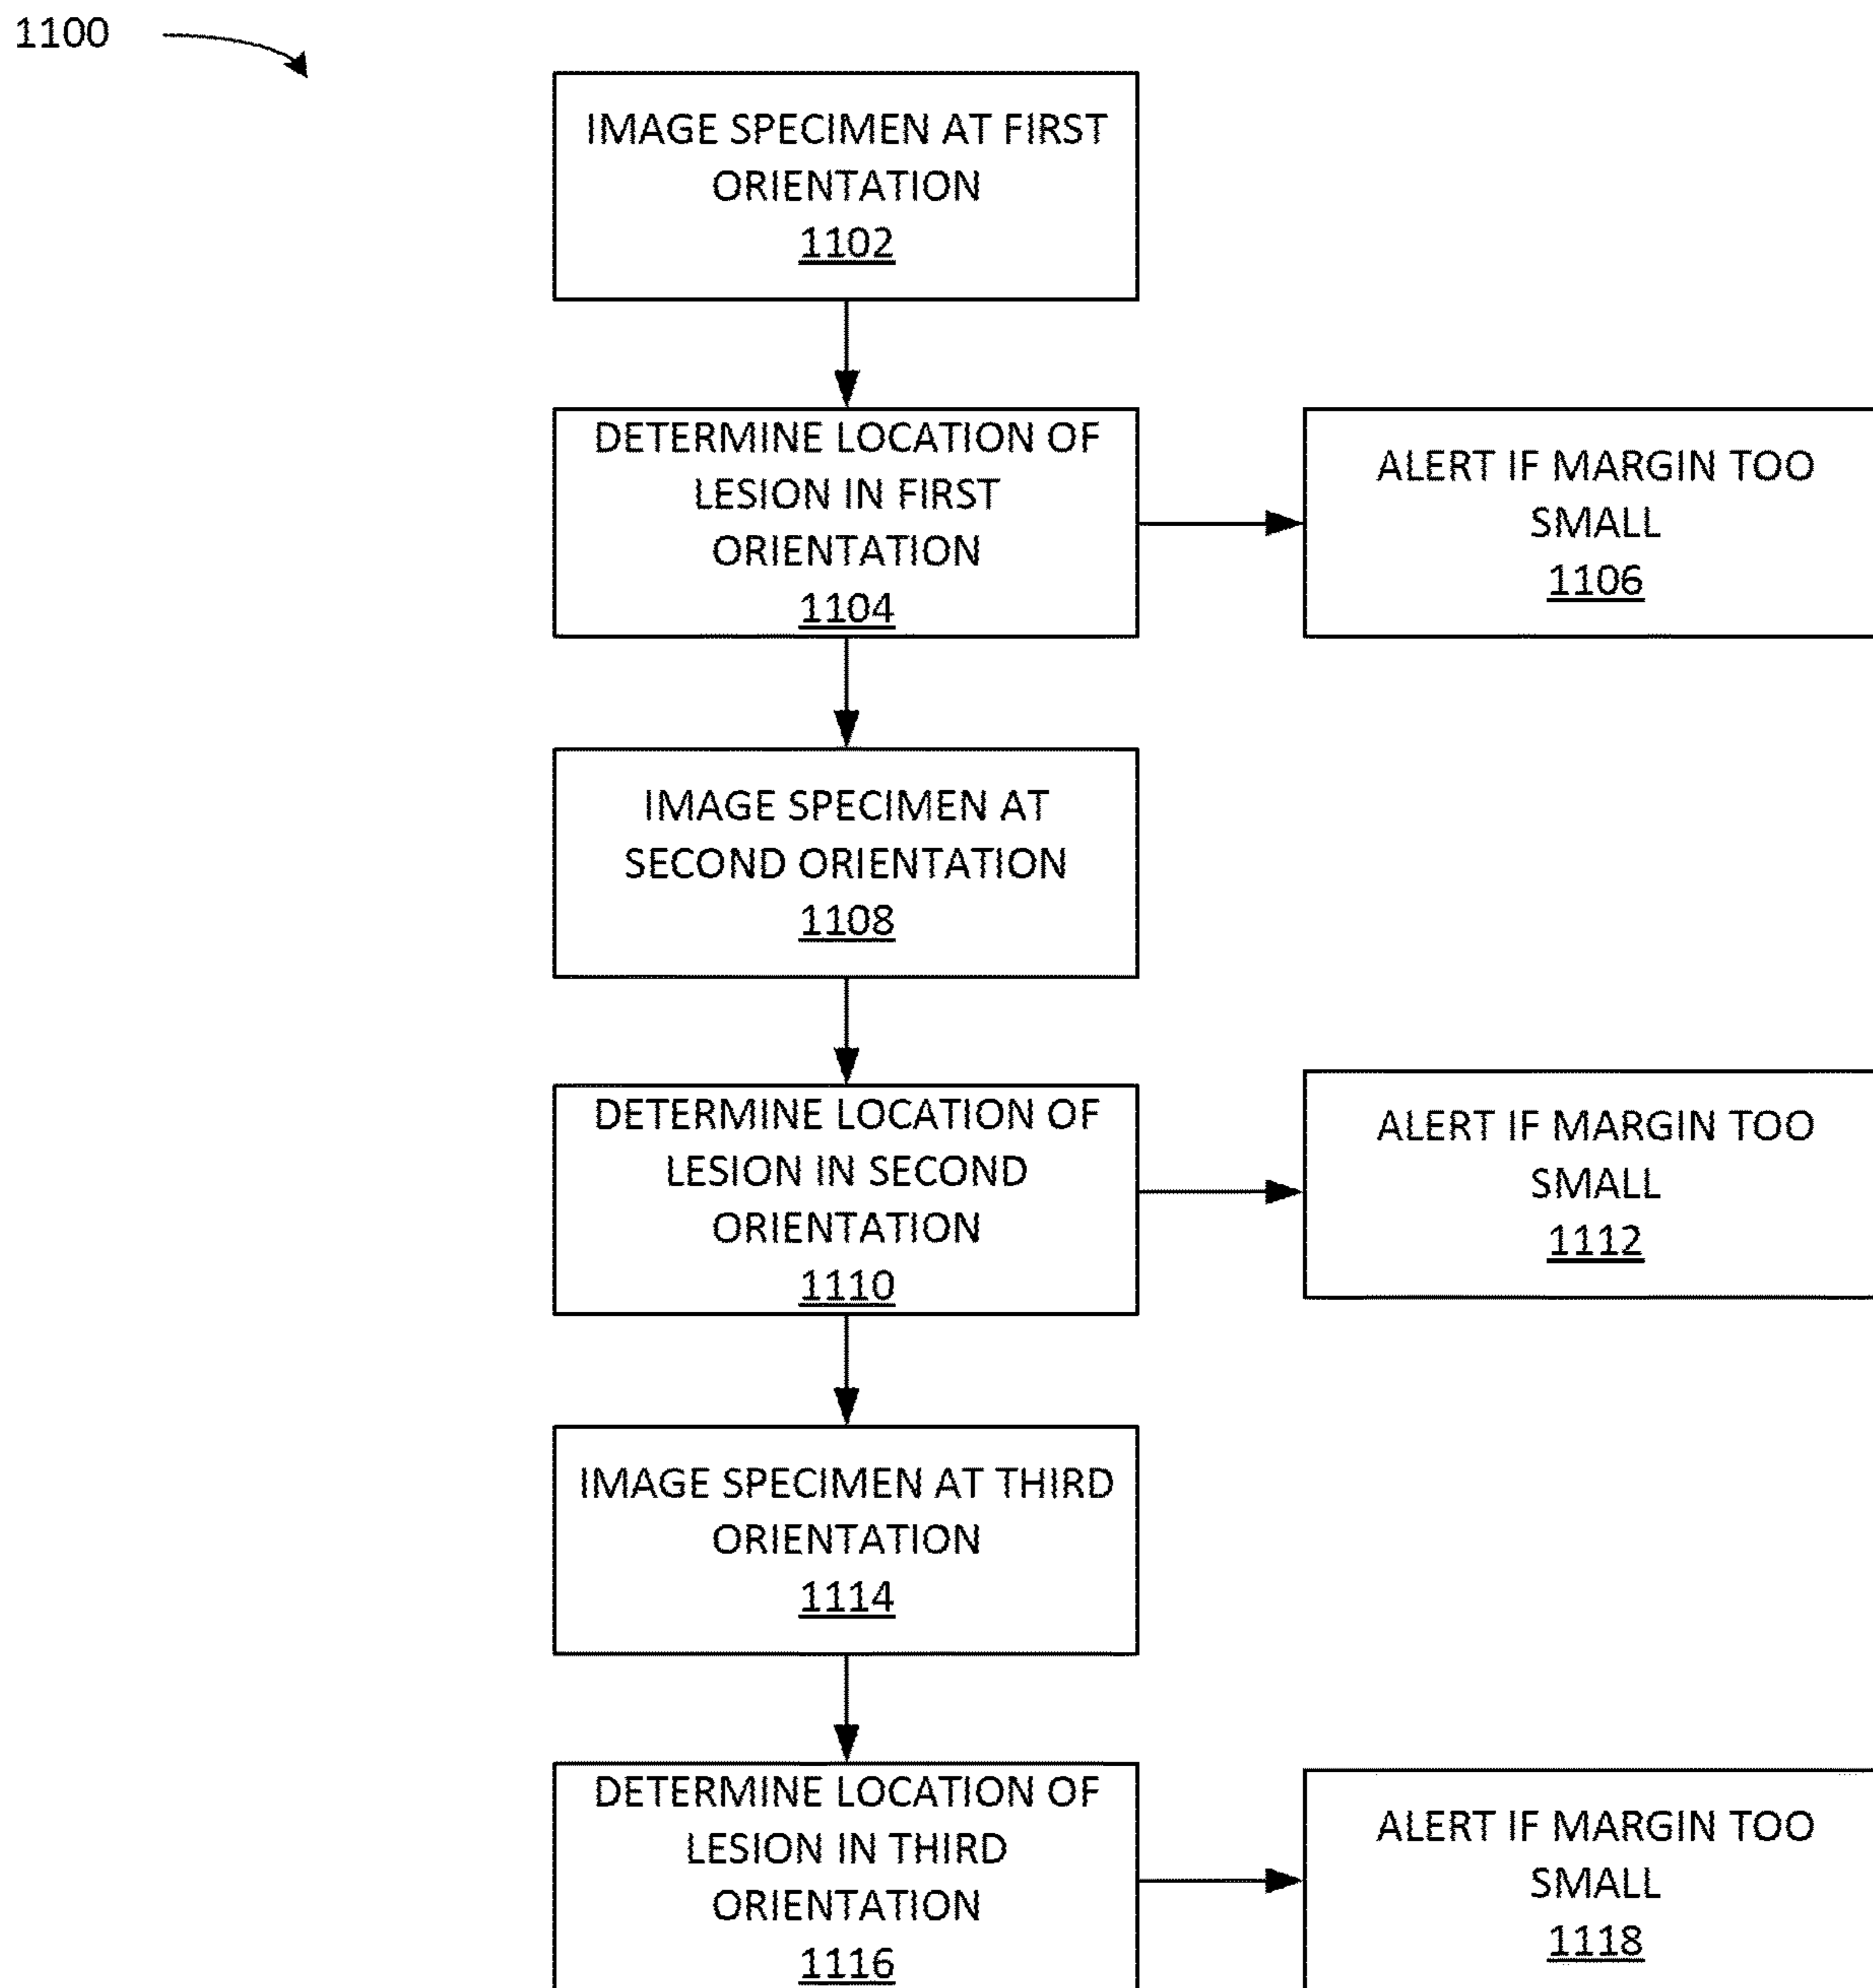 1100
IMAGE SPECIMEN AT FIRST
ORIENTATION
1102
DETERMINE LOCATION OF
LESION IN FIRST
ORIENTATION
1104
ALERT IF MARGIN TOO
SMALL
1106
IMAGE SPECIMEN AT
SECOND ORIENTATION
1108
DETERMINE LOCATION OF
LESION IN SECOND
ORIENTATION
1110
ALERT IF MARGIN TOO
SMALL
1112
IMAGE SPECIMEN AT THIRD
ORIENTATION
1114
DETERMINE LOCATION OF
LESION IN THIRD
ORIENTATION
1116
ALERT IF MARGIN TOO
SMALL
1118